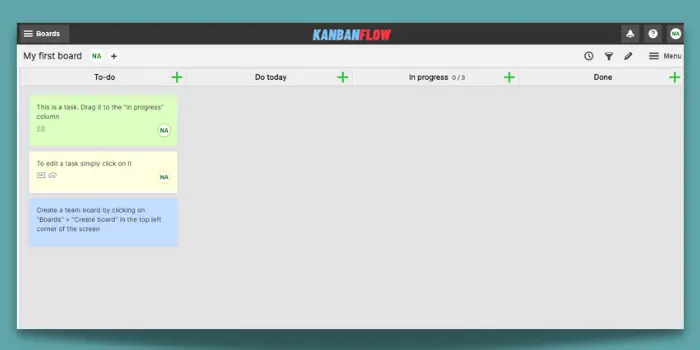 Boards
KANBANFLOW
NA
My first board NA
Menu
To-do
Do today
In progress 0 / 3
Done
This is a task. Drag it to the "In progress"
column
NA
To edit a task simply click on it
NA
Create a team board by clicking on
"Boards" > "Create board" in the top left
corner of the screen